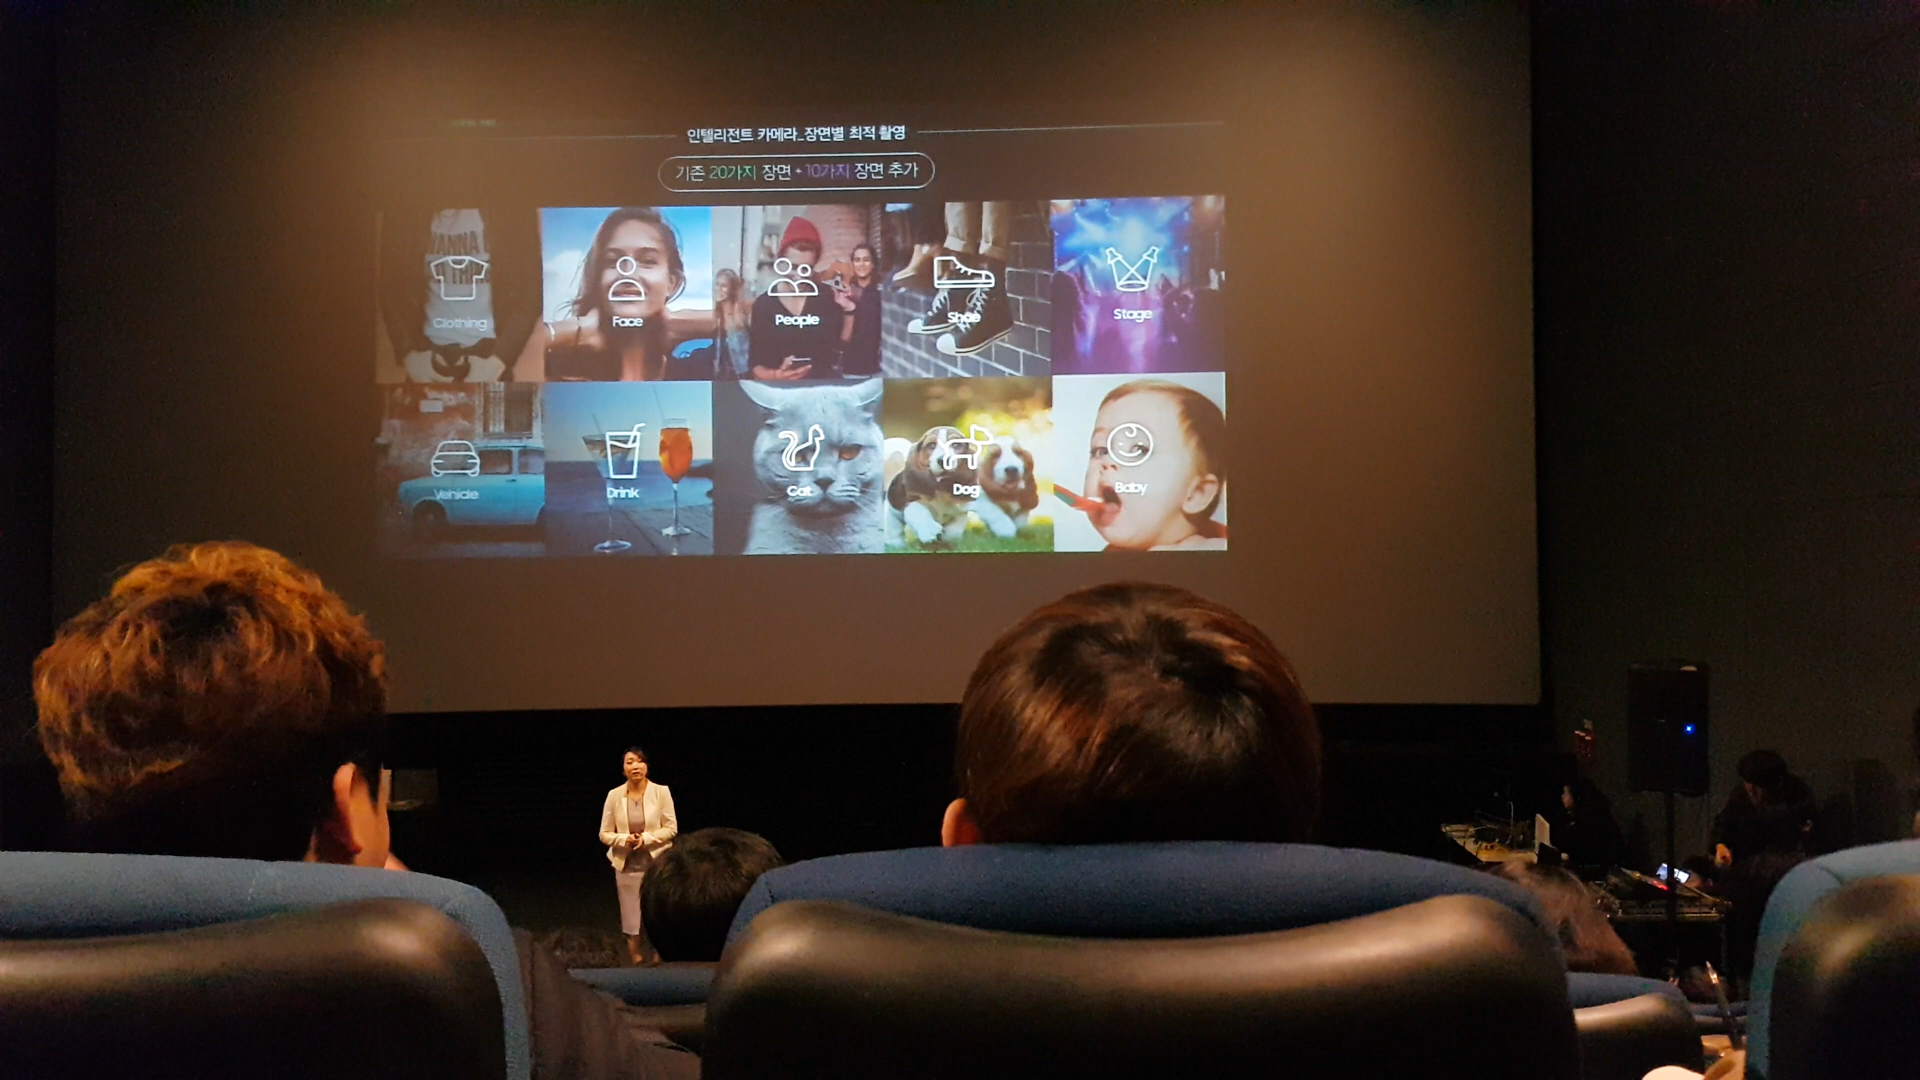 인텔리전트 카메라_장면별 최적 촬영
기존 20가지 장면 + 10가지 장면 추가
WANNA
TRIP
Clothing
Face
People
Shoe
Stage
Vehicle
Drink
Cat
Dog
Baby